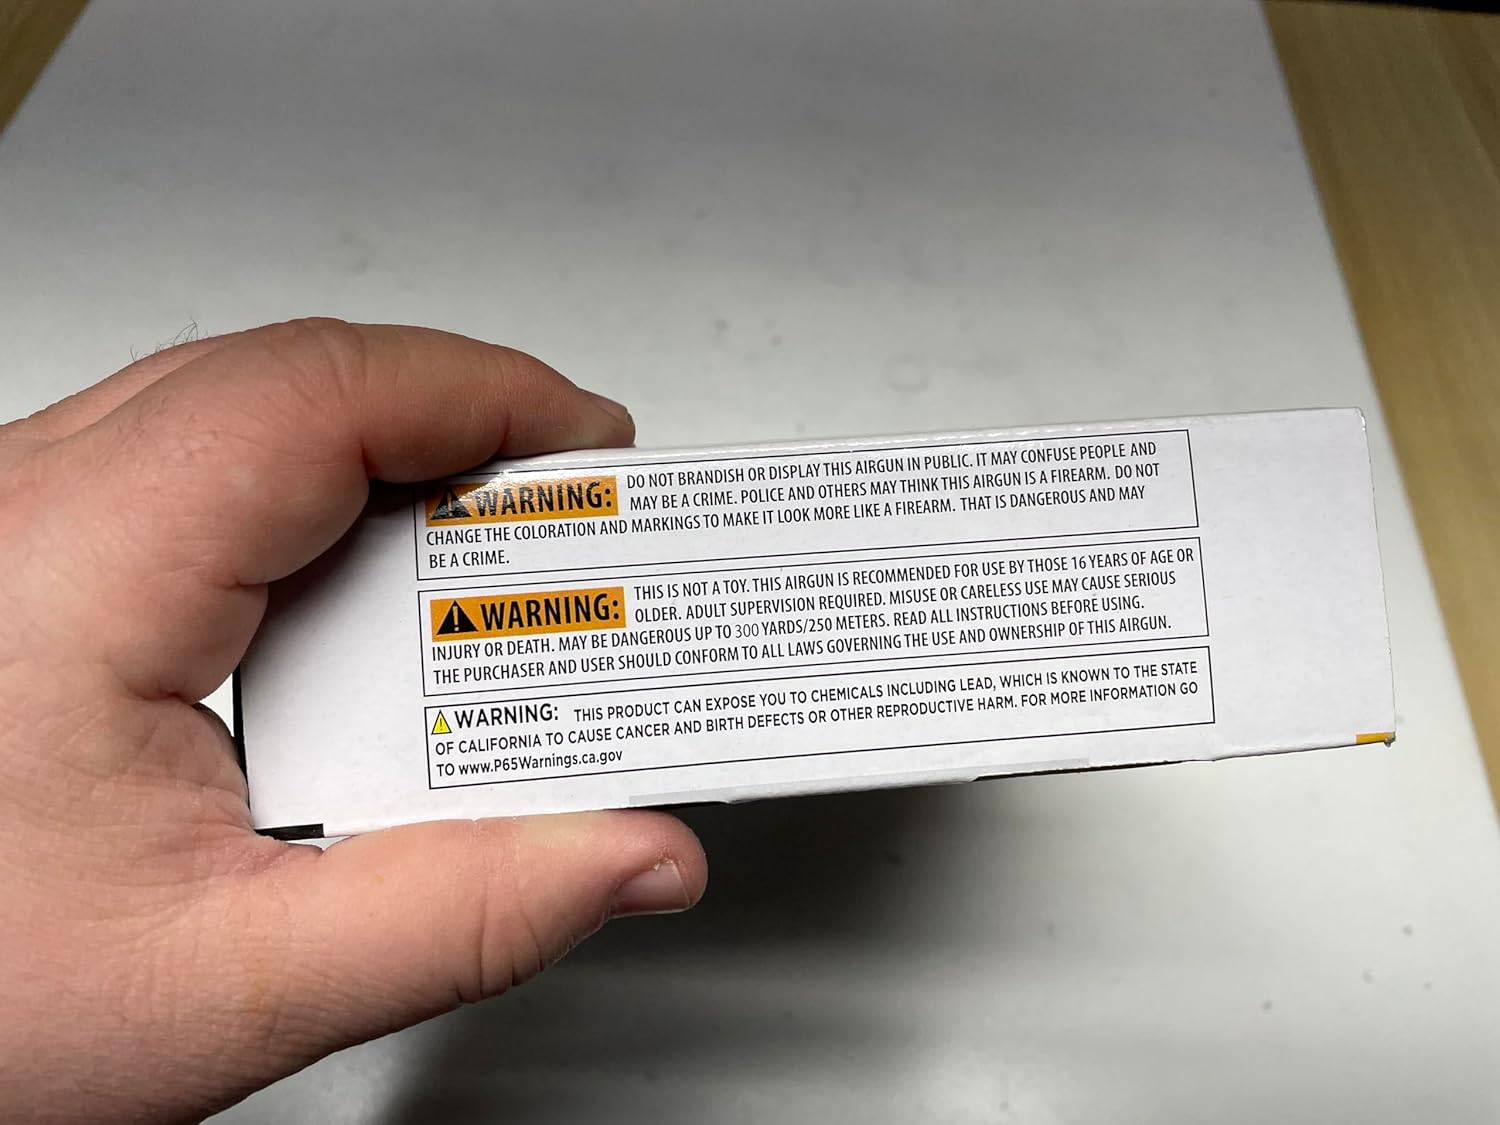 WARNING: DO NOT BRANDISH OR DISPLAY THIS AIRGUN IN PUBLIC. IT MAY CONFUSE PEOPLE AND
MAY BE A CRIME. POLICE AND OTHERS MAY THINK THIS AIRGUN IS A FIREARM. DO NOT
CHANGE THE COLORATION AND MARKINGS TO MAKE IT LOOK MORE LIKE A FIREARM. THAT IS DANGEROUS AND MAY
BE A CRIME.
WARNING: THIS IS NOT A TOY. THIS AIRGUN IS RECOMMENDED FOR USE BY THOSE 16 YEARS OF AGE OR
OLDER. ADULT SUPERVISION REQUIRED. MISUSE OR CARELESS USE MAY CAUSE SERIOUS
INJURY OR DEATH. MAY BE DANGEROUS UP TO 300 YARDS/250 METERS. READ ALL INSTRUCTIONS BEFORE USING.
THE PURCHASER AND USER SHOULD CONFORM TO ALL LAWS GOVERNING THE USE AND OWNERSHIP OF THIS AIRGUN.
WARNING: THIS PRODUCT CAN EXPOSE YOU TO CHEMICALS INCLUDING LEAD, WHICH IS KNOWN TO THE STATE
OF CALIFORNIA TO CAUSE CANCER AND BIRTH DEFECTS OR OTHER REPRODUCTIVE HARM. FOR MORE INFORMATION GO
TO www.P65Warnings.ca.gov